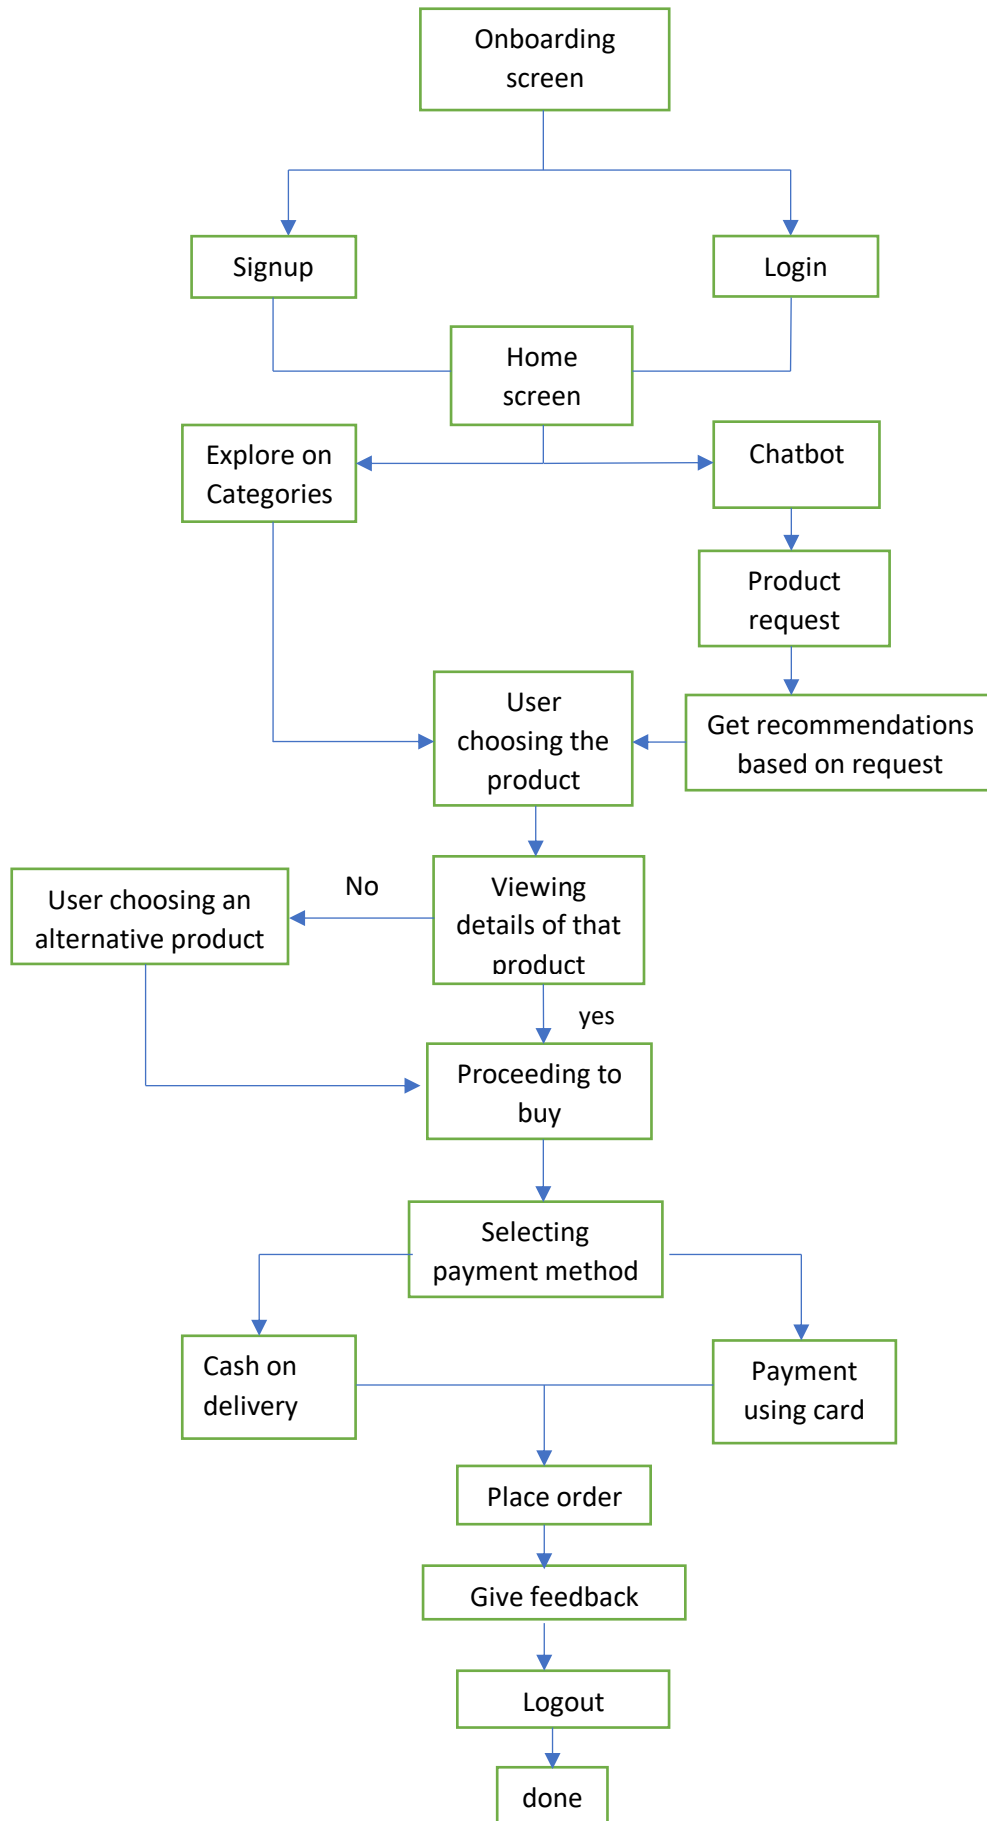 Onboarding
screen
Signup
Login
Home
screen
Explore on
Categories
Chatbot
Product
request
User
choosing the
product
Get recommendations
based on request
User choosing an
alternative product
No
Viewing
details of that
product
yes
Proceeding to
buy
Selecting
payment method
Cash on
delivery
Payment
using card
Place order
Give feedback
Logout
done